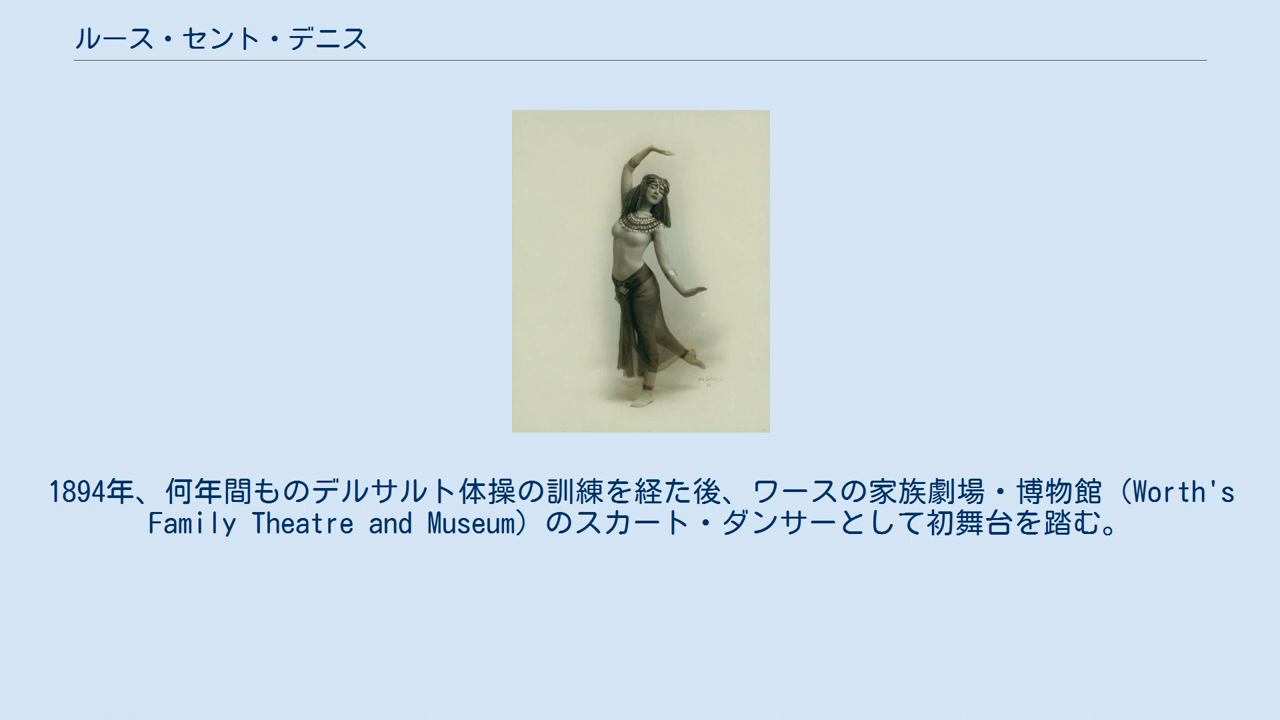 ルース・セント・デニス
1894年、何年間ものデルサルト体操の訓練を経た後、ワースの家族劇場・博物館（Worth's
Family Theatre and Museum）のスカート・ダンサーとして初舞台を踏む。